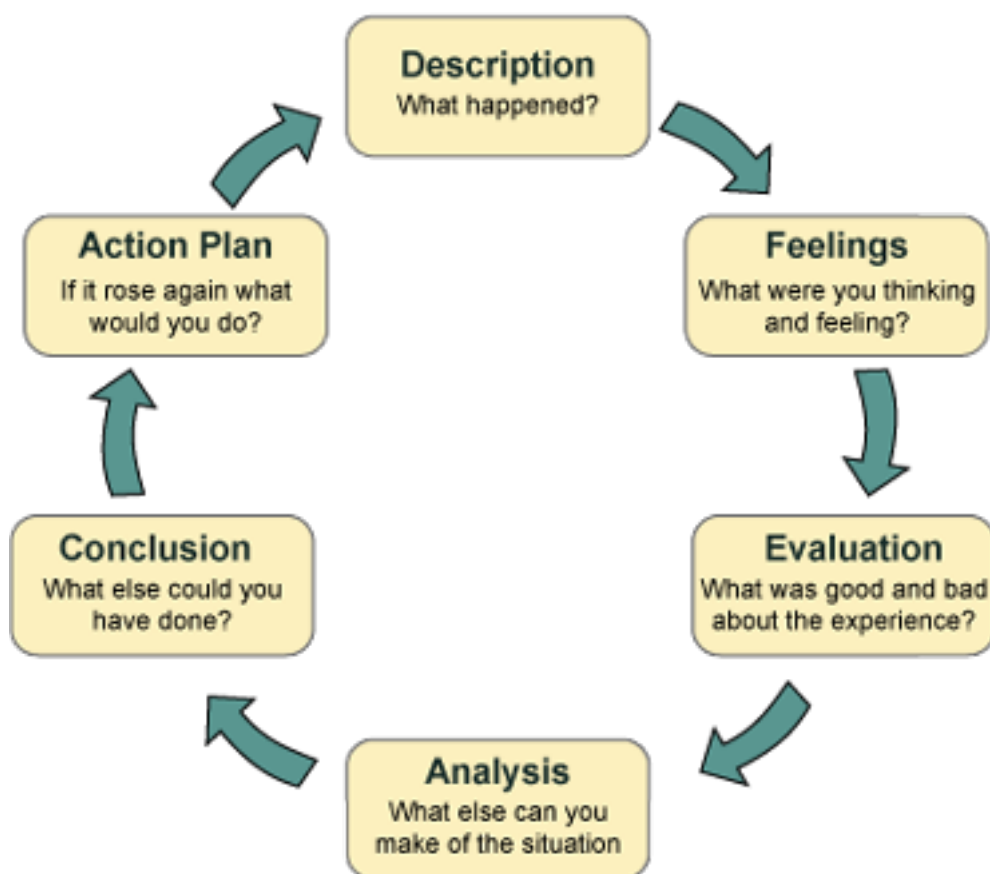 Description
What happened?
Feelings
What were you thinking
and feeling?
Evaluation
What was good and bad
about the experience?
Analysis
What else can you
make of the situation
Conclusion
What else could you
have done?
Action Plan
If it rose again what
would you do?